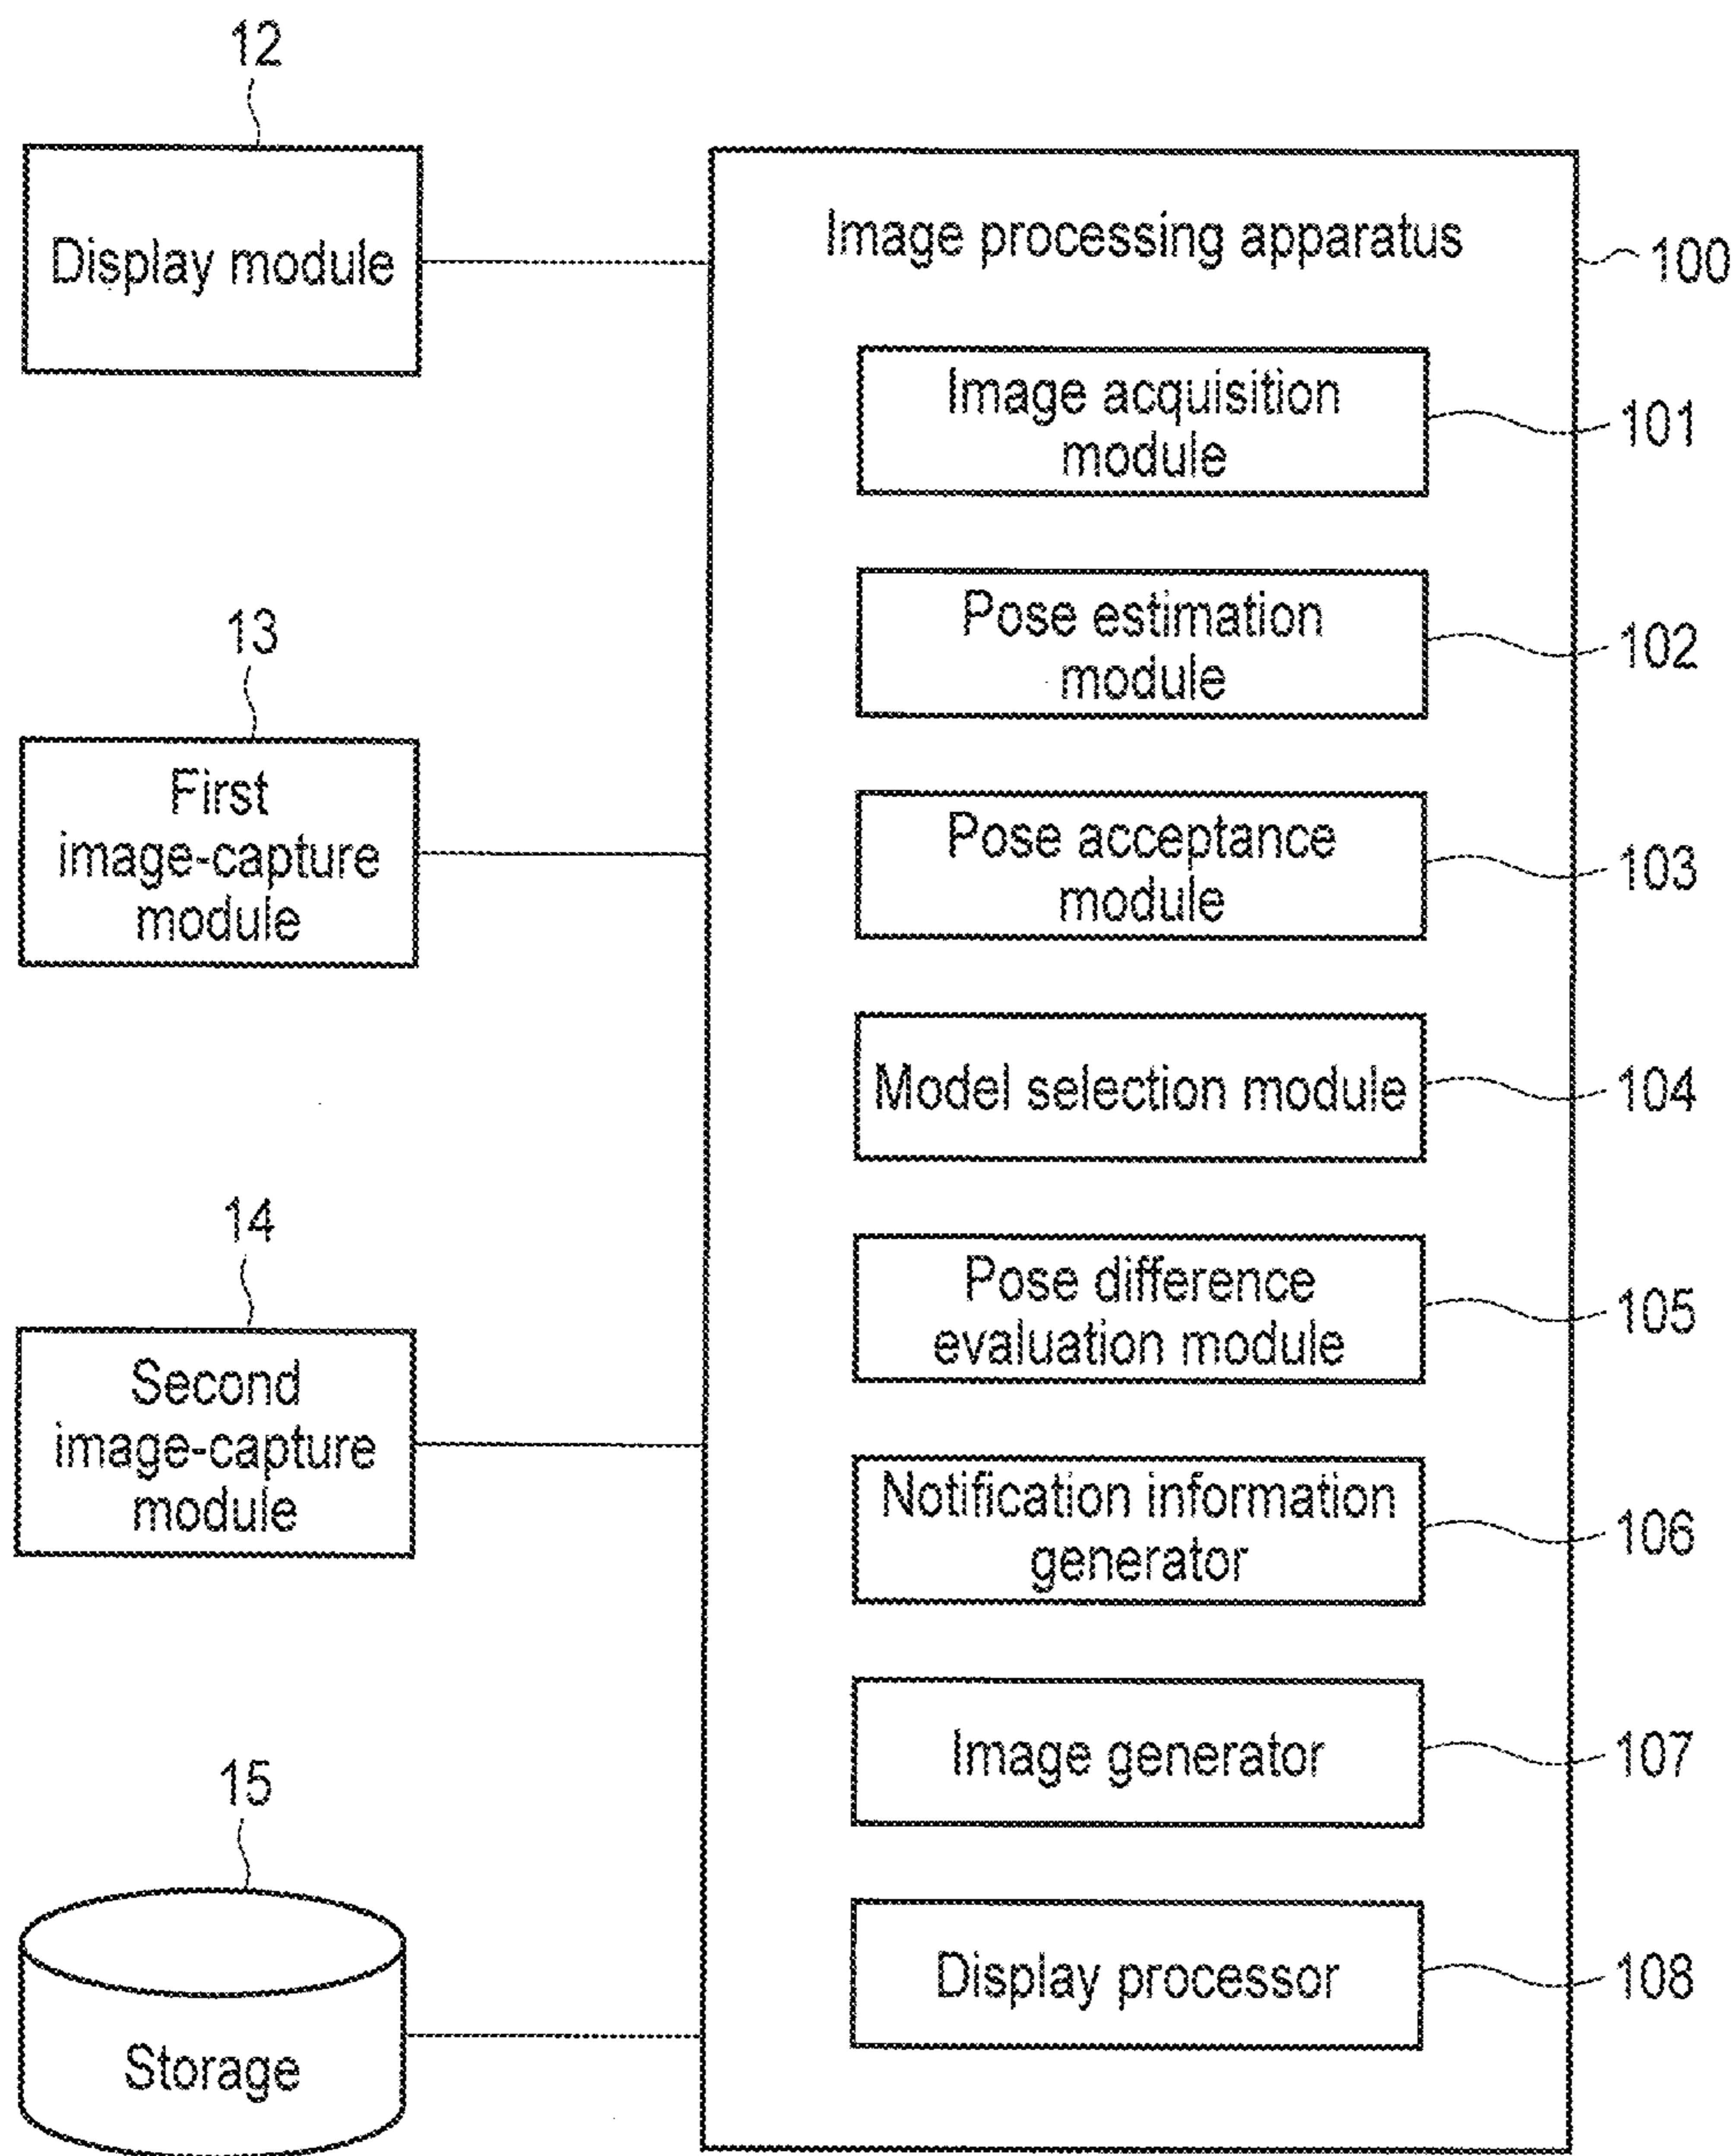 12
Display module
13
First
image-capture
module
14
Second
image-capture
module
15
Storage
Image processing apparatus
100
Image acquisition
module
101
Pose estimation
module
102
Pose acceptance
module
103
Model selection module
104
Pose difference
evaluation module
105
Notification information
generator
106
Image generator
107
Display processor
108